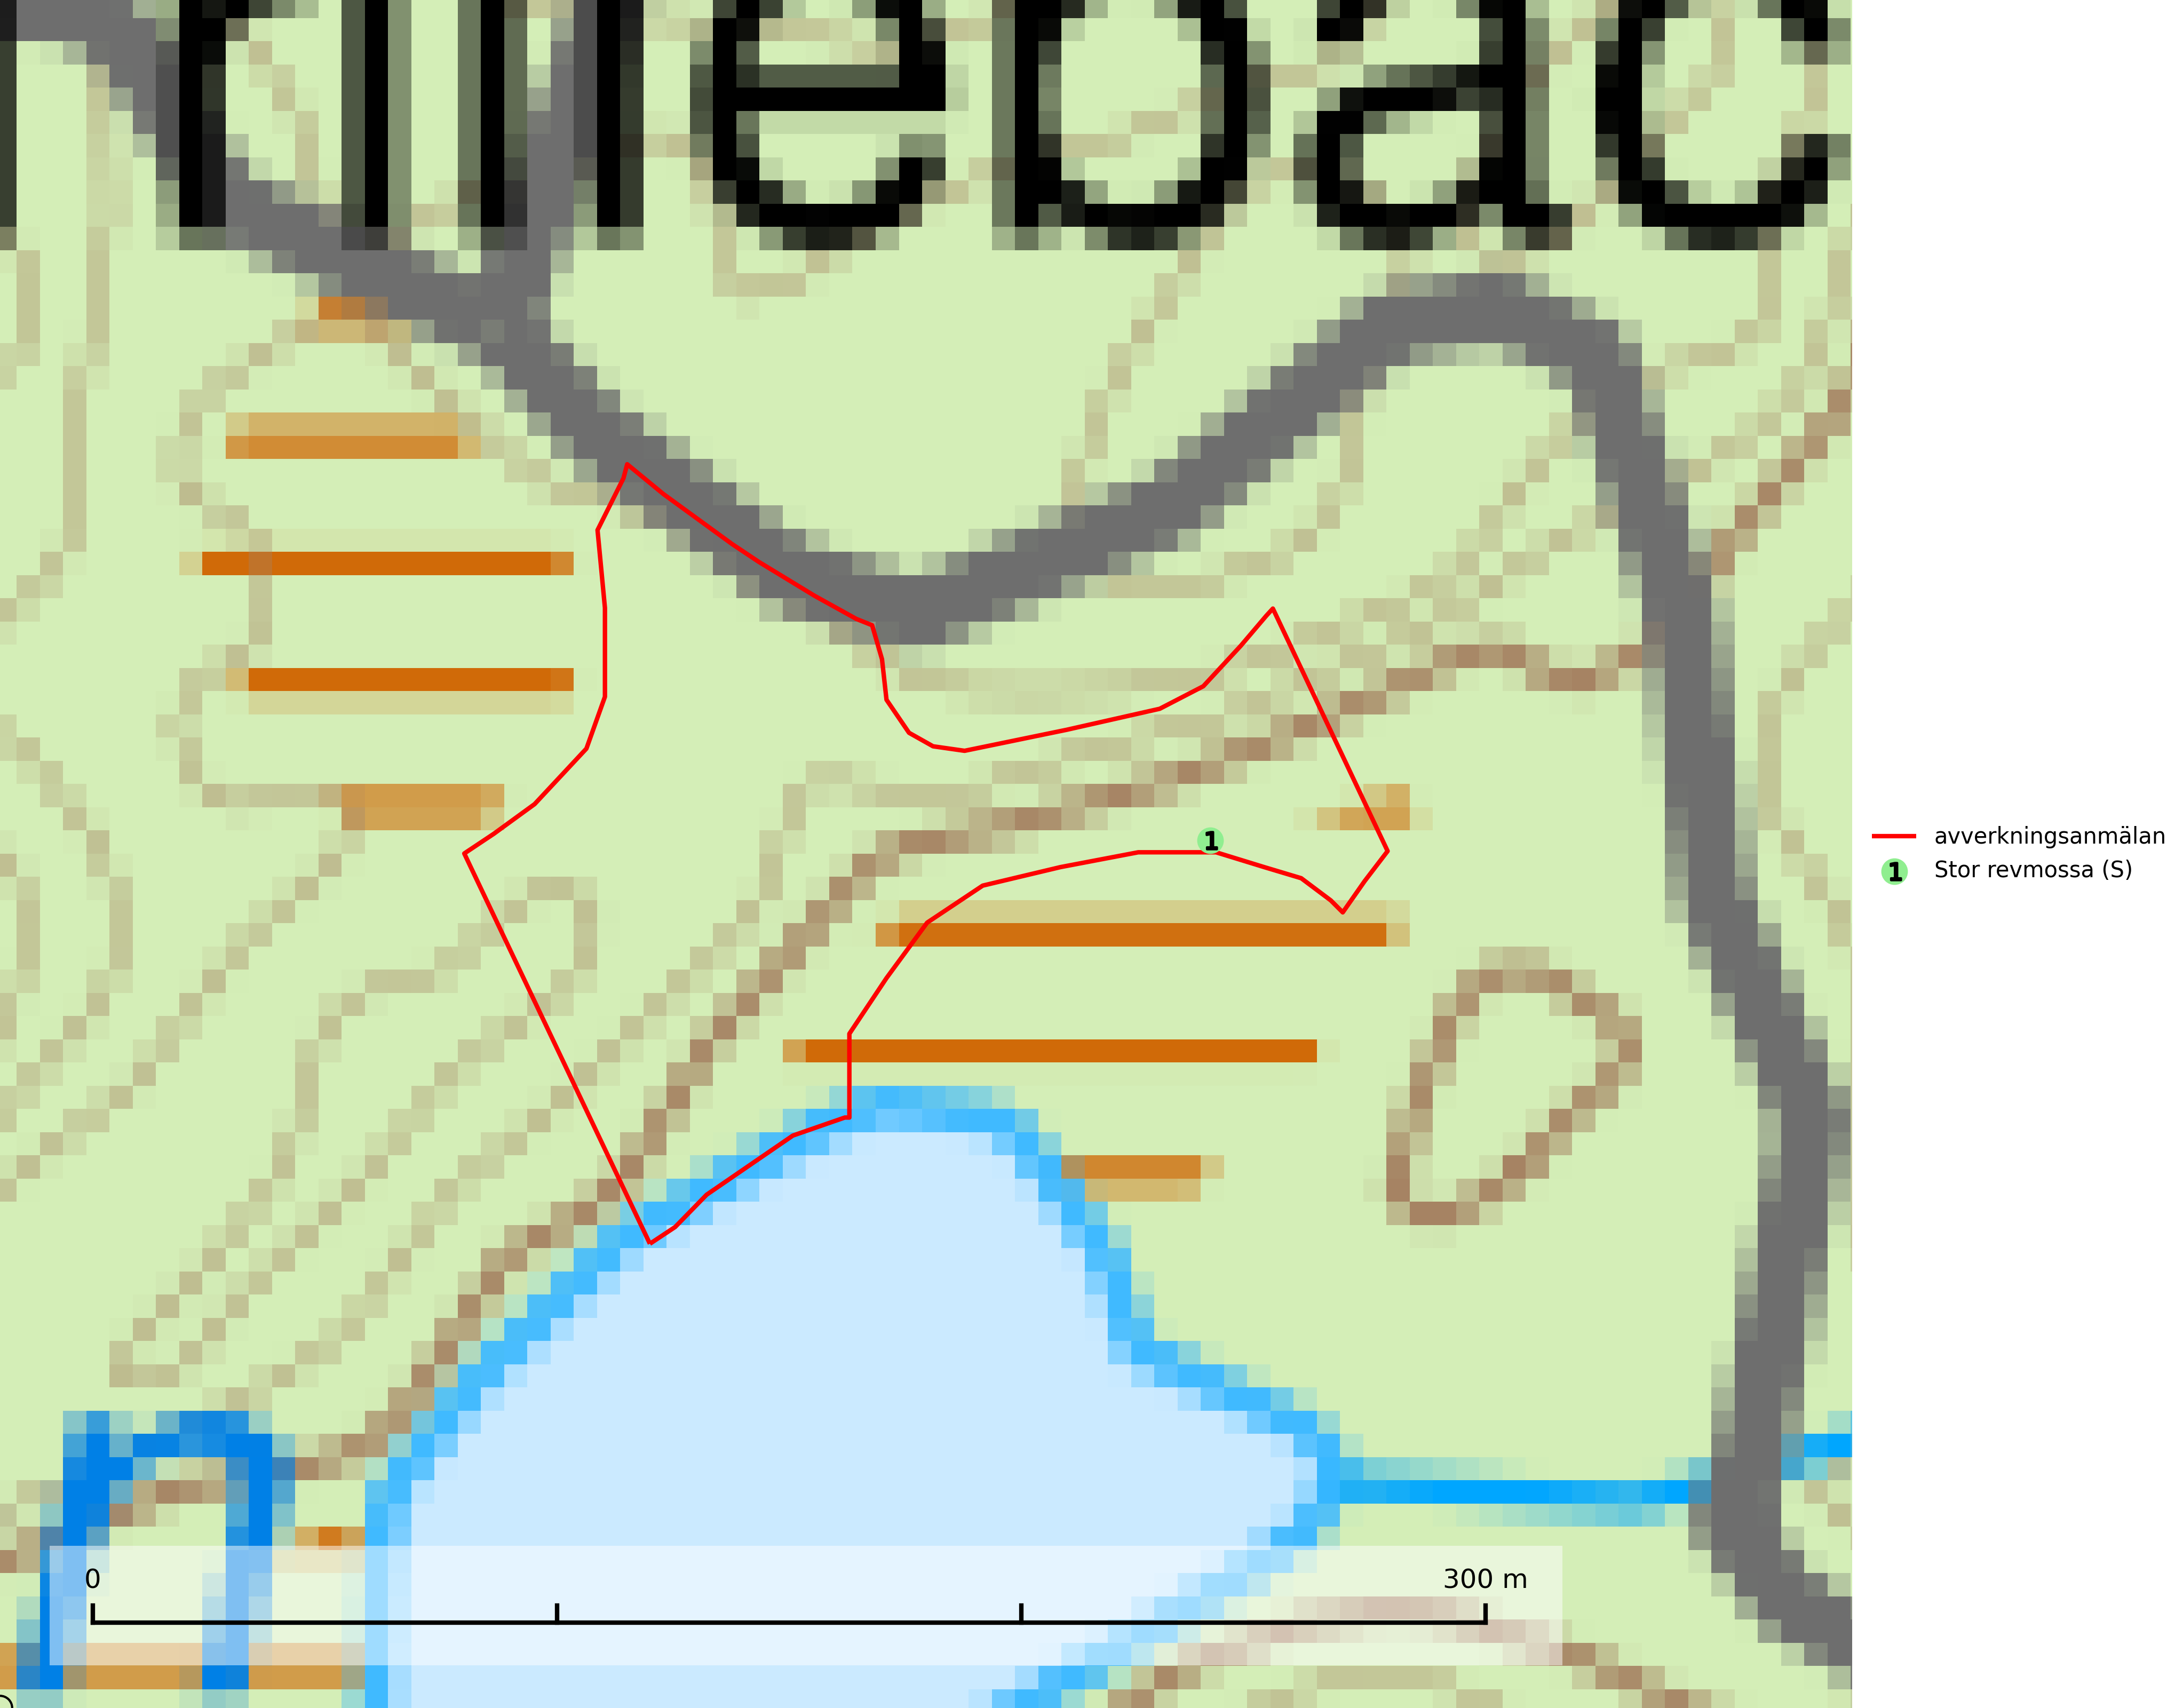 avverkningsanmälan
1
1 Stor revmossa (S)
0 300 m